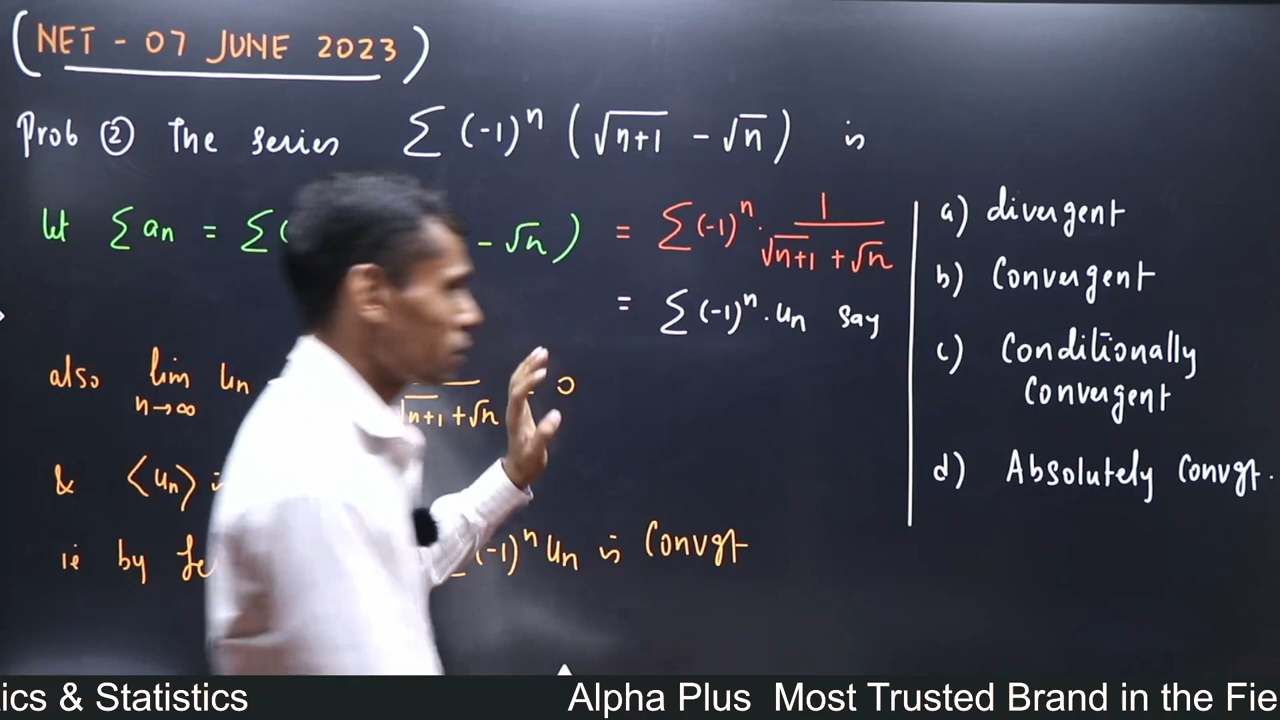 (NET - 07 JUNE 2023)
Prob ② The series ∑ (-1)ⁿ (√n+1 - √n) is
let ∑ aₙ = ∑( - √n) = ∑(-1)ⁿ. 1/(√n+1 + √n)
= ∑(-1)ⁿ. uₙ say
also lim n→∞ uₙ √n+1 + √n 0
& <uₙ>
ie by (-1)ⁿ uₙ is Convgt
a) divergent
b) Convergent
c) Conditionally
Convergent
d) Absolutely Convgt.
ics & Statistics Alpha Plus Most Trusted Brand in the Fie